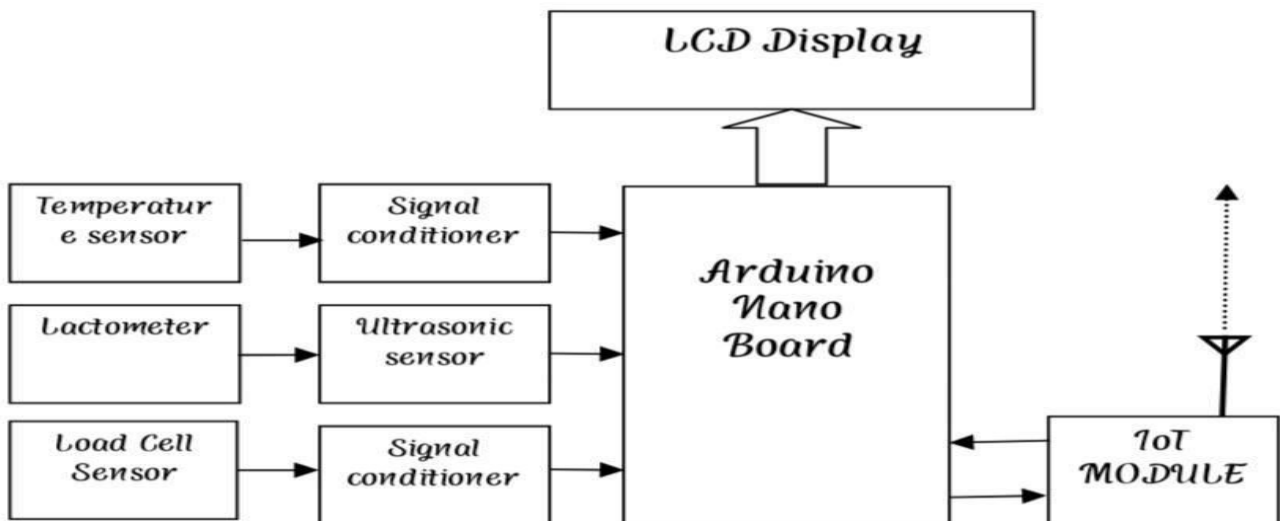 LCD Display
Temperatur
e sensor
Signal
conditioner
Arduino
Nano
Board
Lactometer
Ultrasonic
sensor
Load Cell
Sensor
Signal
conditioner
IoT
MODULE